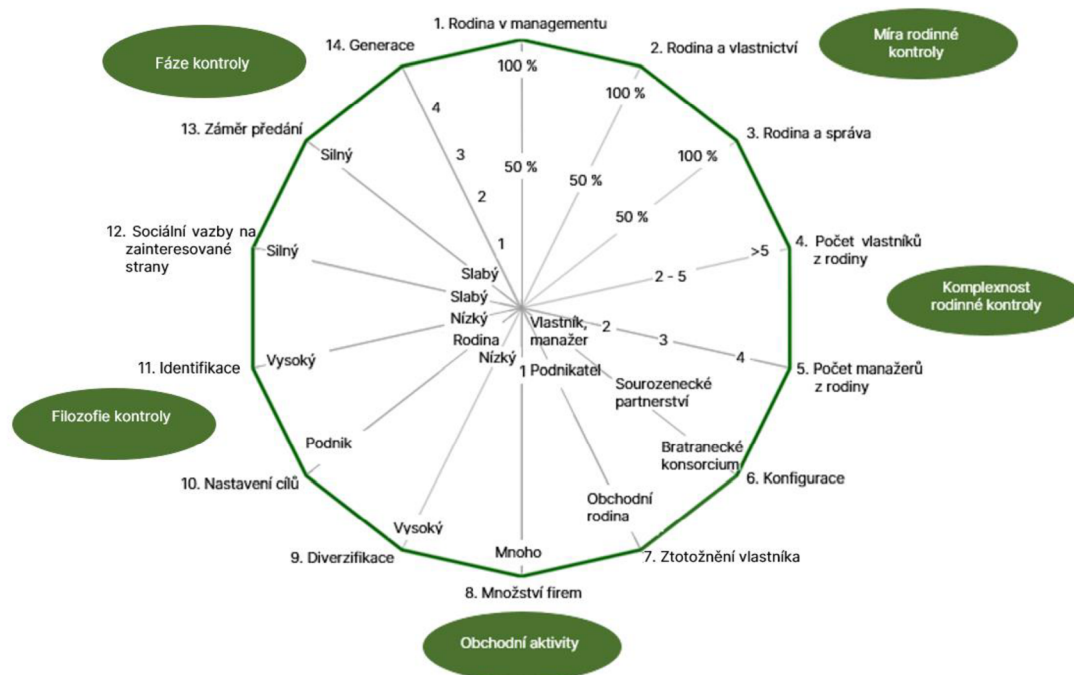 1. Rodina v managementu
14. Generace
2. Rodina a vlastnictví
Míra rodinné
kontroly
Fáze kontroly
100 %
100 %
4
13. Záměr předání
3. Rodina a správa
Silný
3
50 %
50 %
100 %
2
50 %
12. Sociální vazby na
zainteresované
strany
Silný
1
>5
4. Počet vlastníků
z rodiny
2 - 5
Slabý
Slabý
Komplexnost
rodinné kontroly
Nízký
Vlastník,
manažer
2
3
4
Rodina
Nízký
1
Podnikatel
11. Identifikace
Vysoký
5. Počet manažerů
z rodiny
Sourozenecké
partnerství
Filozofie kontroly
Podnik
Bratranecké
konsorcium
10. Nastavení cílů
6. Konfigurace
Obchodní
rodina
Vysoký
9. Diverzifikace
Mnoho
7. Ztotožnění vlastníka
8. Množství firem
Obchodní aktivity